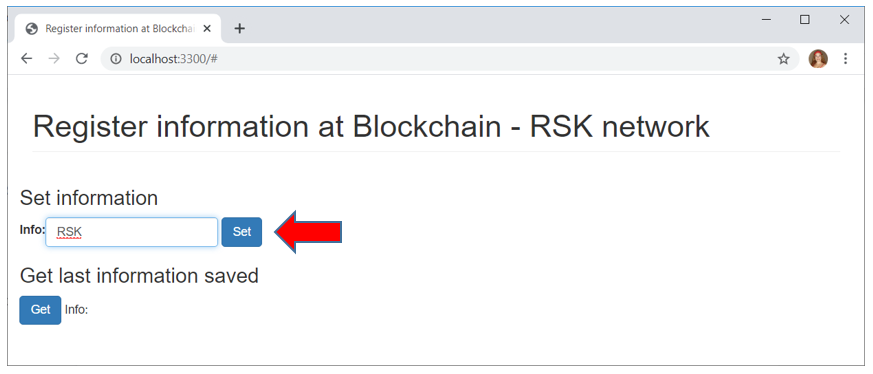 Register information at Blockcha
localhost:3300/#
Register information at Blockchain - RSK network
Set information
Info: RSK Set
Get last information saved
Get Info: